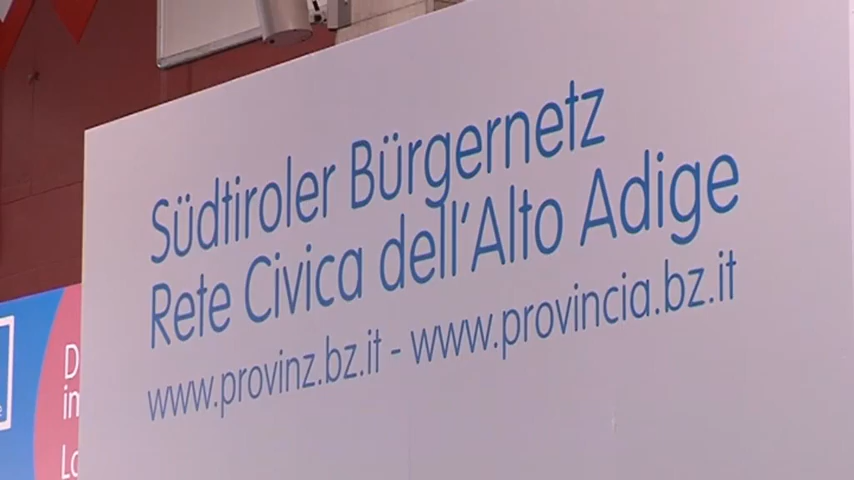 Südtiroler Bürgernetz
Rete Civica dell'Alto Adige
www.provinz.bz.it - www.provincia.bz.it